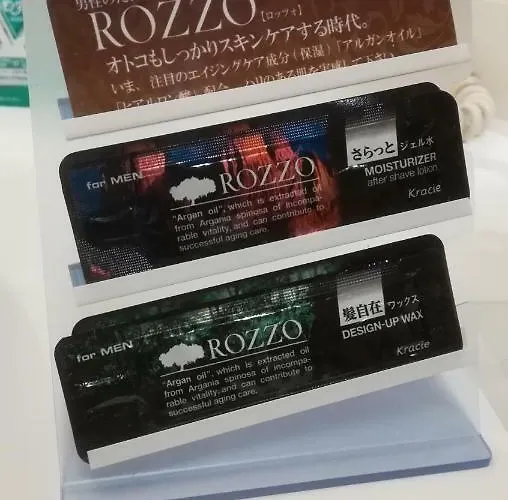 ROZZO【ロッツォ】
オトコもしっかりスキンケアする時代。
いま、注目のエイジングケア成分(保湿)「アルガンオイル」
for MEN
ROZZO
"Argan oil", which is extracted oil
from Argania spinosa of incompa-
rable vitality, and can contribute to
successful aging care.
さらっと ジェル水
MOISTURIZER
after shave lotion
Kracie
for MEN
ROZZO
"Argan oil", which is extracted oil
from Argania spinosa of incompa-
rable vitality, and can contribute to
successful aging care.
髪自在 ワックス
DESIGN-UP WAX
Kracie